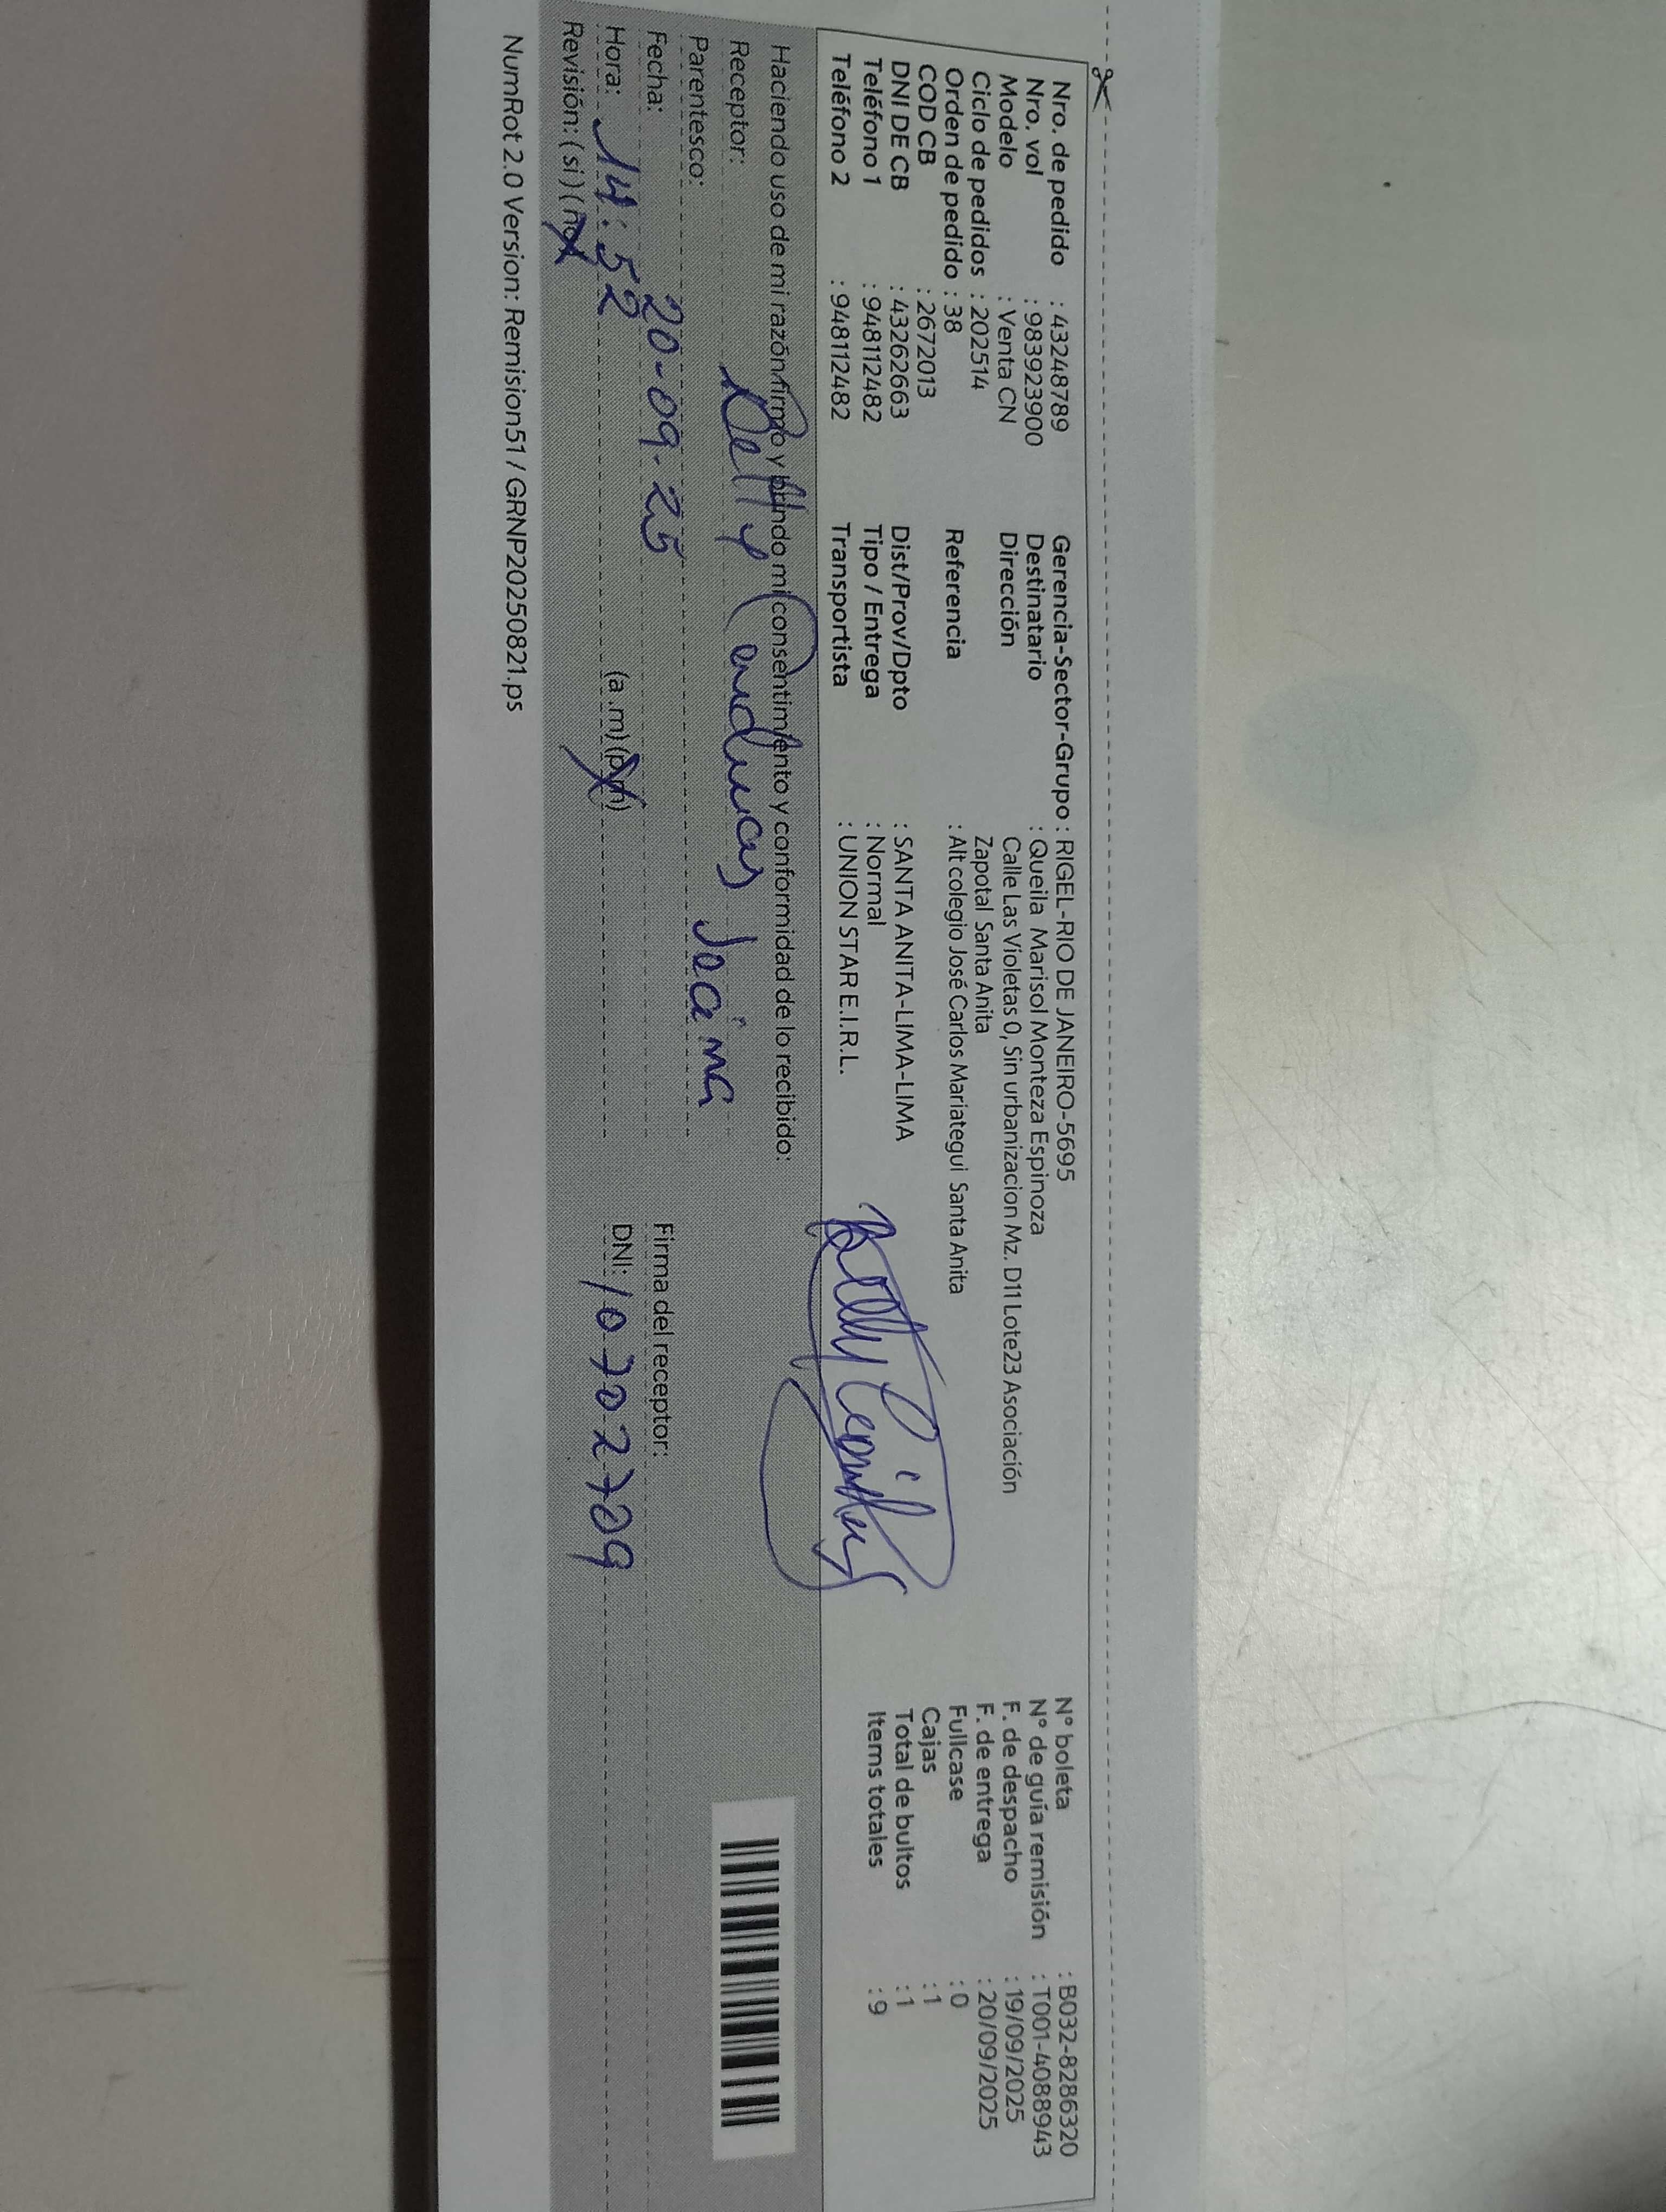 Nro. de pedido : 43248789
Nro. vol : 983923900
Modelo : Venta CN
Ciclo de pedidos : 202514
Orden de pedido : 38
COD CB : 2672013
DNI DE CB : 43262663
Teléfono 1 : 948112482
Teléfono 2 : 948112482
Gerencia-Sector-Grupo : RIGEL-RIO DE JANEIRO-5695
Destinatario : Queila Marisol Monteza Espinoza
Dirección : Calle Las Violetas 0, Sin urbanizacion Mz. D11 Lote23 Asociación
Zapotal Santa Anita
Referencia : Alt colegio José Carlos Mariategui Santa Anita
Dist/Prov/Dpto : SANTA ANITA-LIMA-LIMA
Tipo / Entrega : Normal
Transportista : UNION STAR E.I.R.L.
N° boleta : B032-8286320
N° de guía remisión : T001-4088943
F. de despacho : 19/09/2025
F. de entrega : 20/09/2025
Fullcase : 0
Cajas : 1
Total de bultos : 1
Items totales : 9
Haciendo uso de mi razón firmo y brindo mi consentimiento y conformidad de lo recibido:
Receptor: Betty
Parentesco:
Fecha: 20-09-25
Hora: 14:52 (a.m) (p.m)
Revisión: (si) (no)
Firma del receptor:
DNI: 10702709
NumRot 2.0 Version: Remision51 / GRNP20250821.ps